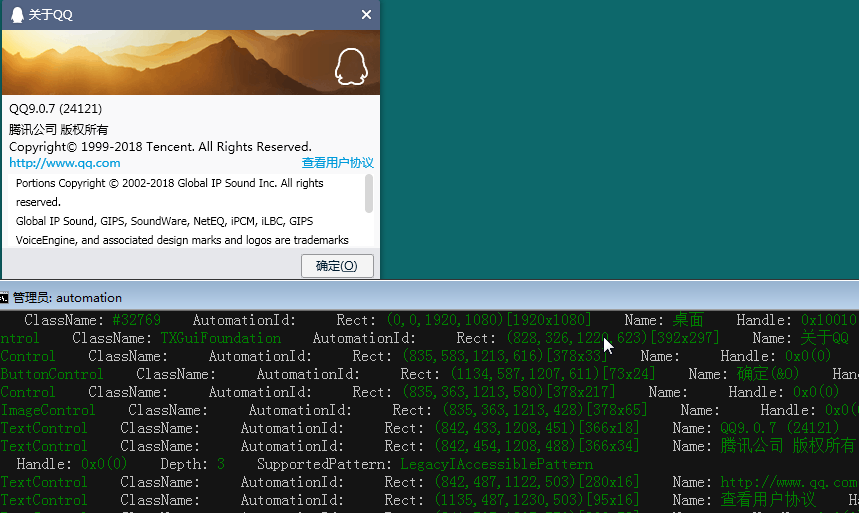 关于QQ
QQ9.0.7 (24121)
腾讯公司 版权所有
Copyright© 1999-2018 Tencent. All Rights Reserved.
http://www.qq.com 查看用户协议
Portions Copyright © 2002-2018 Global IP Sound Inc. All rights
reserved.
Global IP Sound, GIPS, SoundWare, NetEQ, iPCM, iLBC, GIPS
VoiceEngine, and associated design marks and logos are trademarks
确定(O)
管理员: automation
ClassName: #32769 AutomationId: Rect: (0,0,1920,1080)[1920x1080] Name: 桌面 Handle: 0x10010
ntrol ClassName: TXGuiFoundation AutomationId: Rect: (828,326,1220,623)[392x297] Name: 关于QQ
Control ClassName: AutomationId: Rect: (835,583,1213,616)[378x33] Name: Handle: 0x0(0)
ButtonControl ClassName: AutomationId: Rect: (1134,587,1207,611)[73x24] Name: 确定(&O) Han
Control ClassName: AutomationId: Rect: (835,363,1213,580)[378x217] Name: Handle: 0x0(0)
ImageControl ClassName: AutomationId: Rect: (835,363,1213,428)[378x65] Name: Handle: 0x0(
TextControl ClassName: AutomationId: Rect: (842,433,1208,451)[366x18] Name: QQ9.0.7 (24121)
TextControl ClassName: AutomationId: Rect: (842,454,1208,488)[366x34] Name: 腾讯公司 版权所有
Handle: 0x0(0) Depth: 3 SupportedPattern: LegacyIAccessiblePattern
TextControl ClassName: AutomationId: Rect: (842,487,1122,503)[280x16] Name: http://www.qq.com
TextControl ClassName: AutomationId: Rect: (1135,487,1230,503)[95x16] Name: 查看用户协议 H